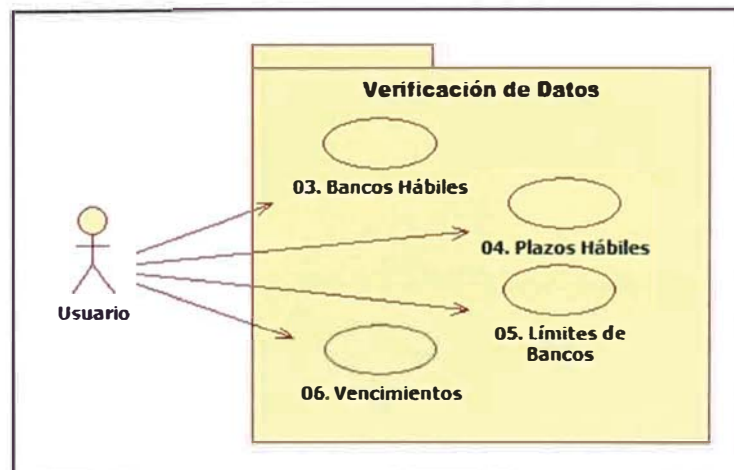 Verificación de Datos
03. Bancos Hábiles
04. Plazos Hábiles
Usuario
05. Límites de
Bancos
06. Vencimientos